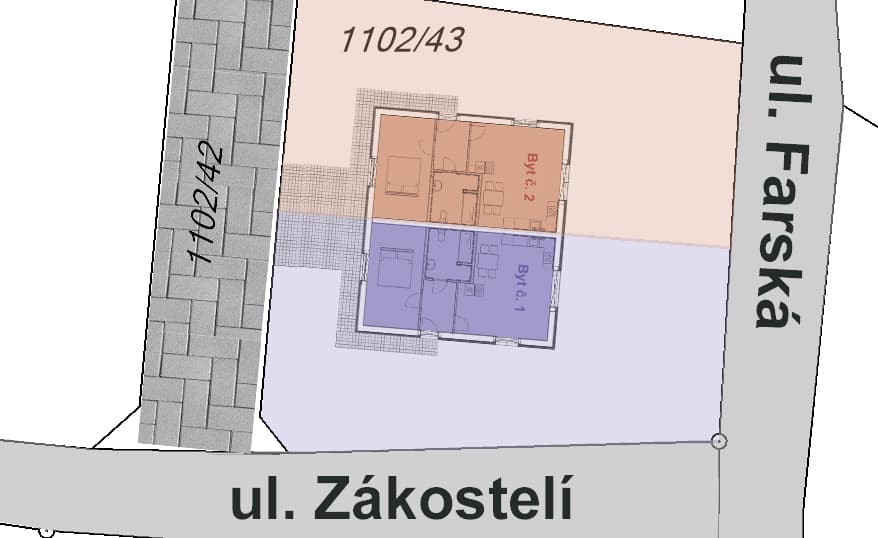 1102/43
ul. Farská
1102/42
Byt č. 2
Byt č. 1
ul. Zákostelí